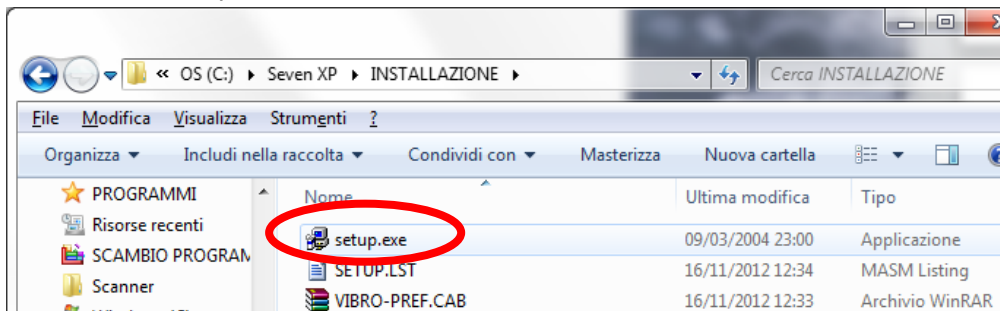 « OS (C:) ▸ Seven XP ▸ INSTALLAZIONE ▸ Cerca INSTALLAZIONE
File Modifica Visualizza Strumenti ?
Organizza Includi nella raccolta Condividi con Masterizza Nuova cartella
PROGRAMMI Nome Ultima modifica Tipo
Risorse recenti
setup.exe 09/03/2004 23:00 Applicazione
SCAMBIO PROGRAM
SETUP.LST 16/11/2012 12:34 MASM Listing
Scanner
VIBRO-PREF.CAB 16/11/2012 12:33 Archivio WinRAR